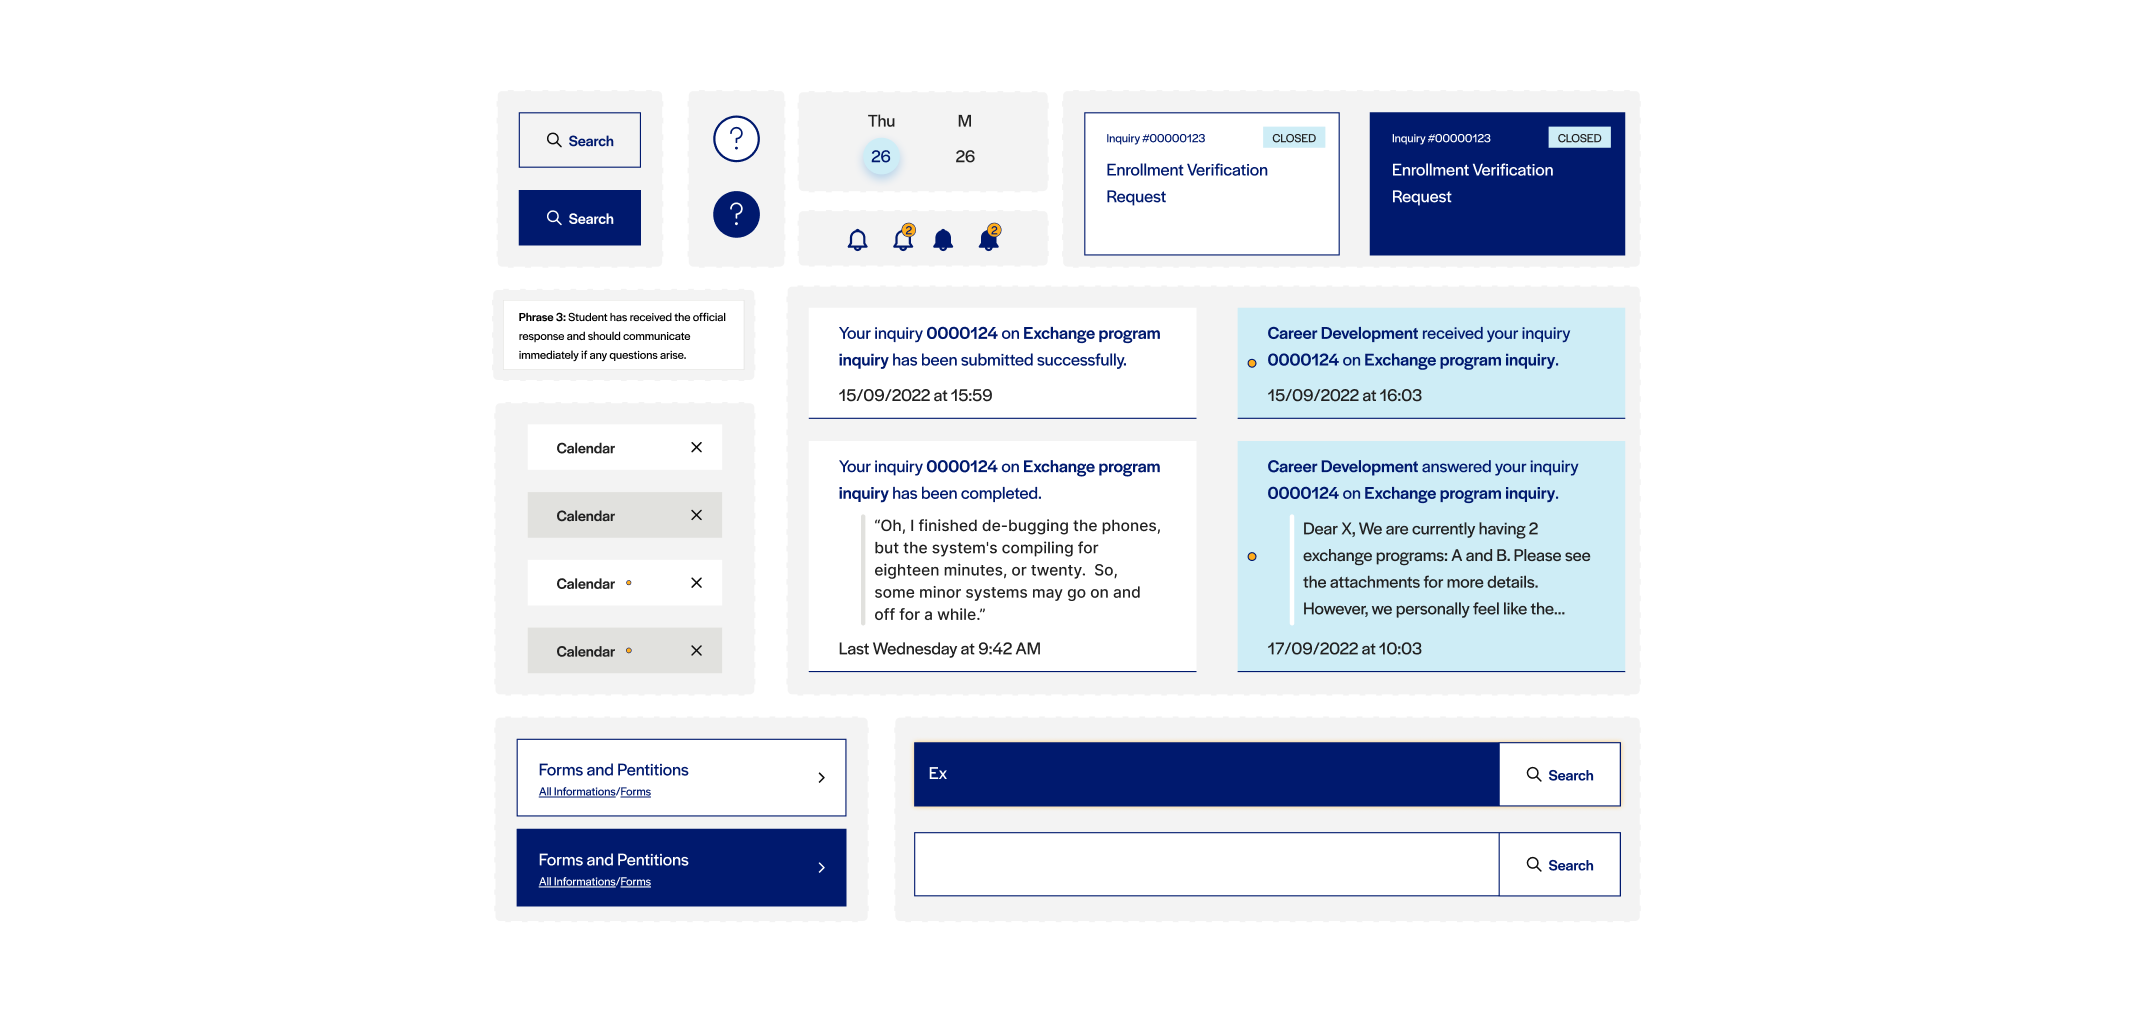 Search
Search
?
?
Thu M
26 26
2 2
Inquiry #00000123 CLOSED
Enrollment Verification
Request
Inquiry #00000123 CLOSED
Enrollment Verification
Request
Phrase 3: Student has received the official
response and should communicate
immediately if any questions arise.
Calendar
Calendar
Calendar
Calendar
Your inquiry 0000124 on Exchange program
inquiry has been submitted successfully.
15/09/2022 at 15:59
Career Development received your inquiry
0000124 on Exchange program inquiry.
15/09/2022 at 16:03
Your inquiry 0000124 on Exchange program
inquiry has been completed.
“Oh, I finished de-bugging the phones,
but the system's compiling for
eighteen minutes, or twenty.  So,
some minor systems may go on and
off for a while.”
Last Wednesday at 9:42 AM
Career Development answered your inquiry
0000124 on Exchange program inquiry.
Dear X, We are currently having 2
exchange programs: A and B. Please see
the attachments for more details.
However, we personally feel like the...
17/09/2022 at 10:03
Forms and Pentitions
All Informations/Forms
Forms and Pentitions
All Informations/Forms
Ex Search
Search